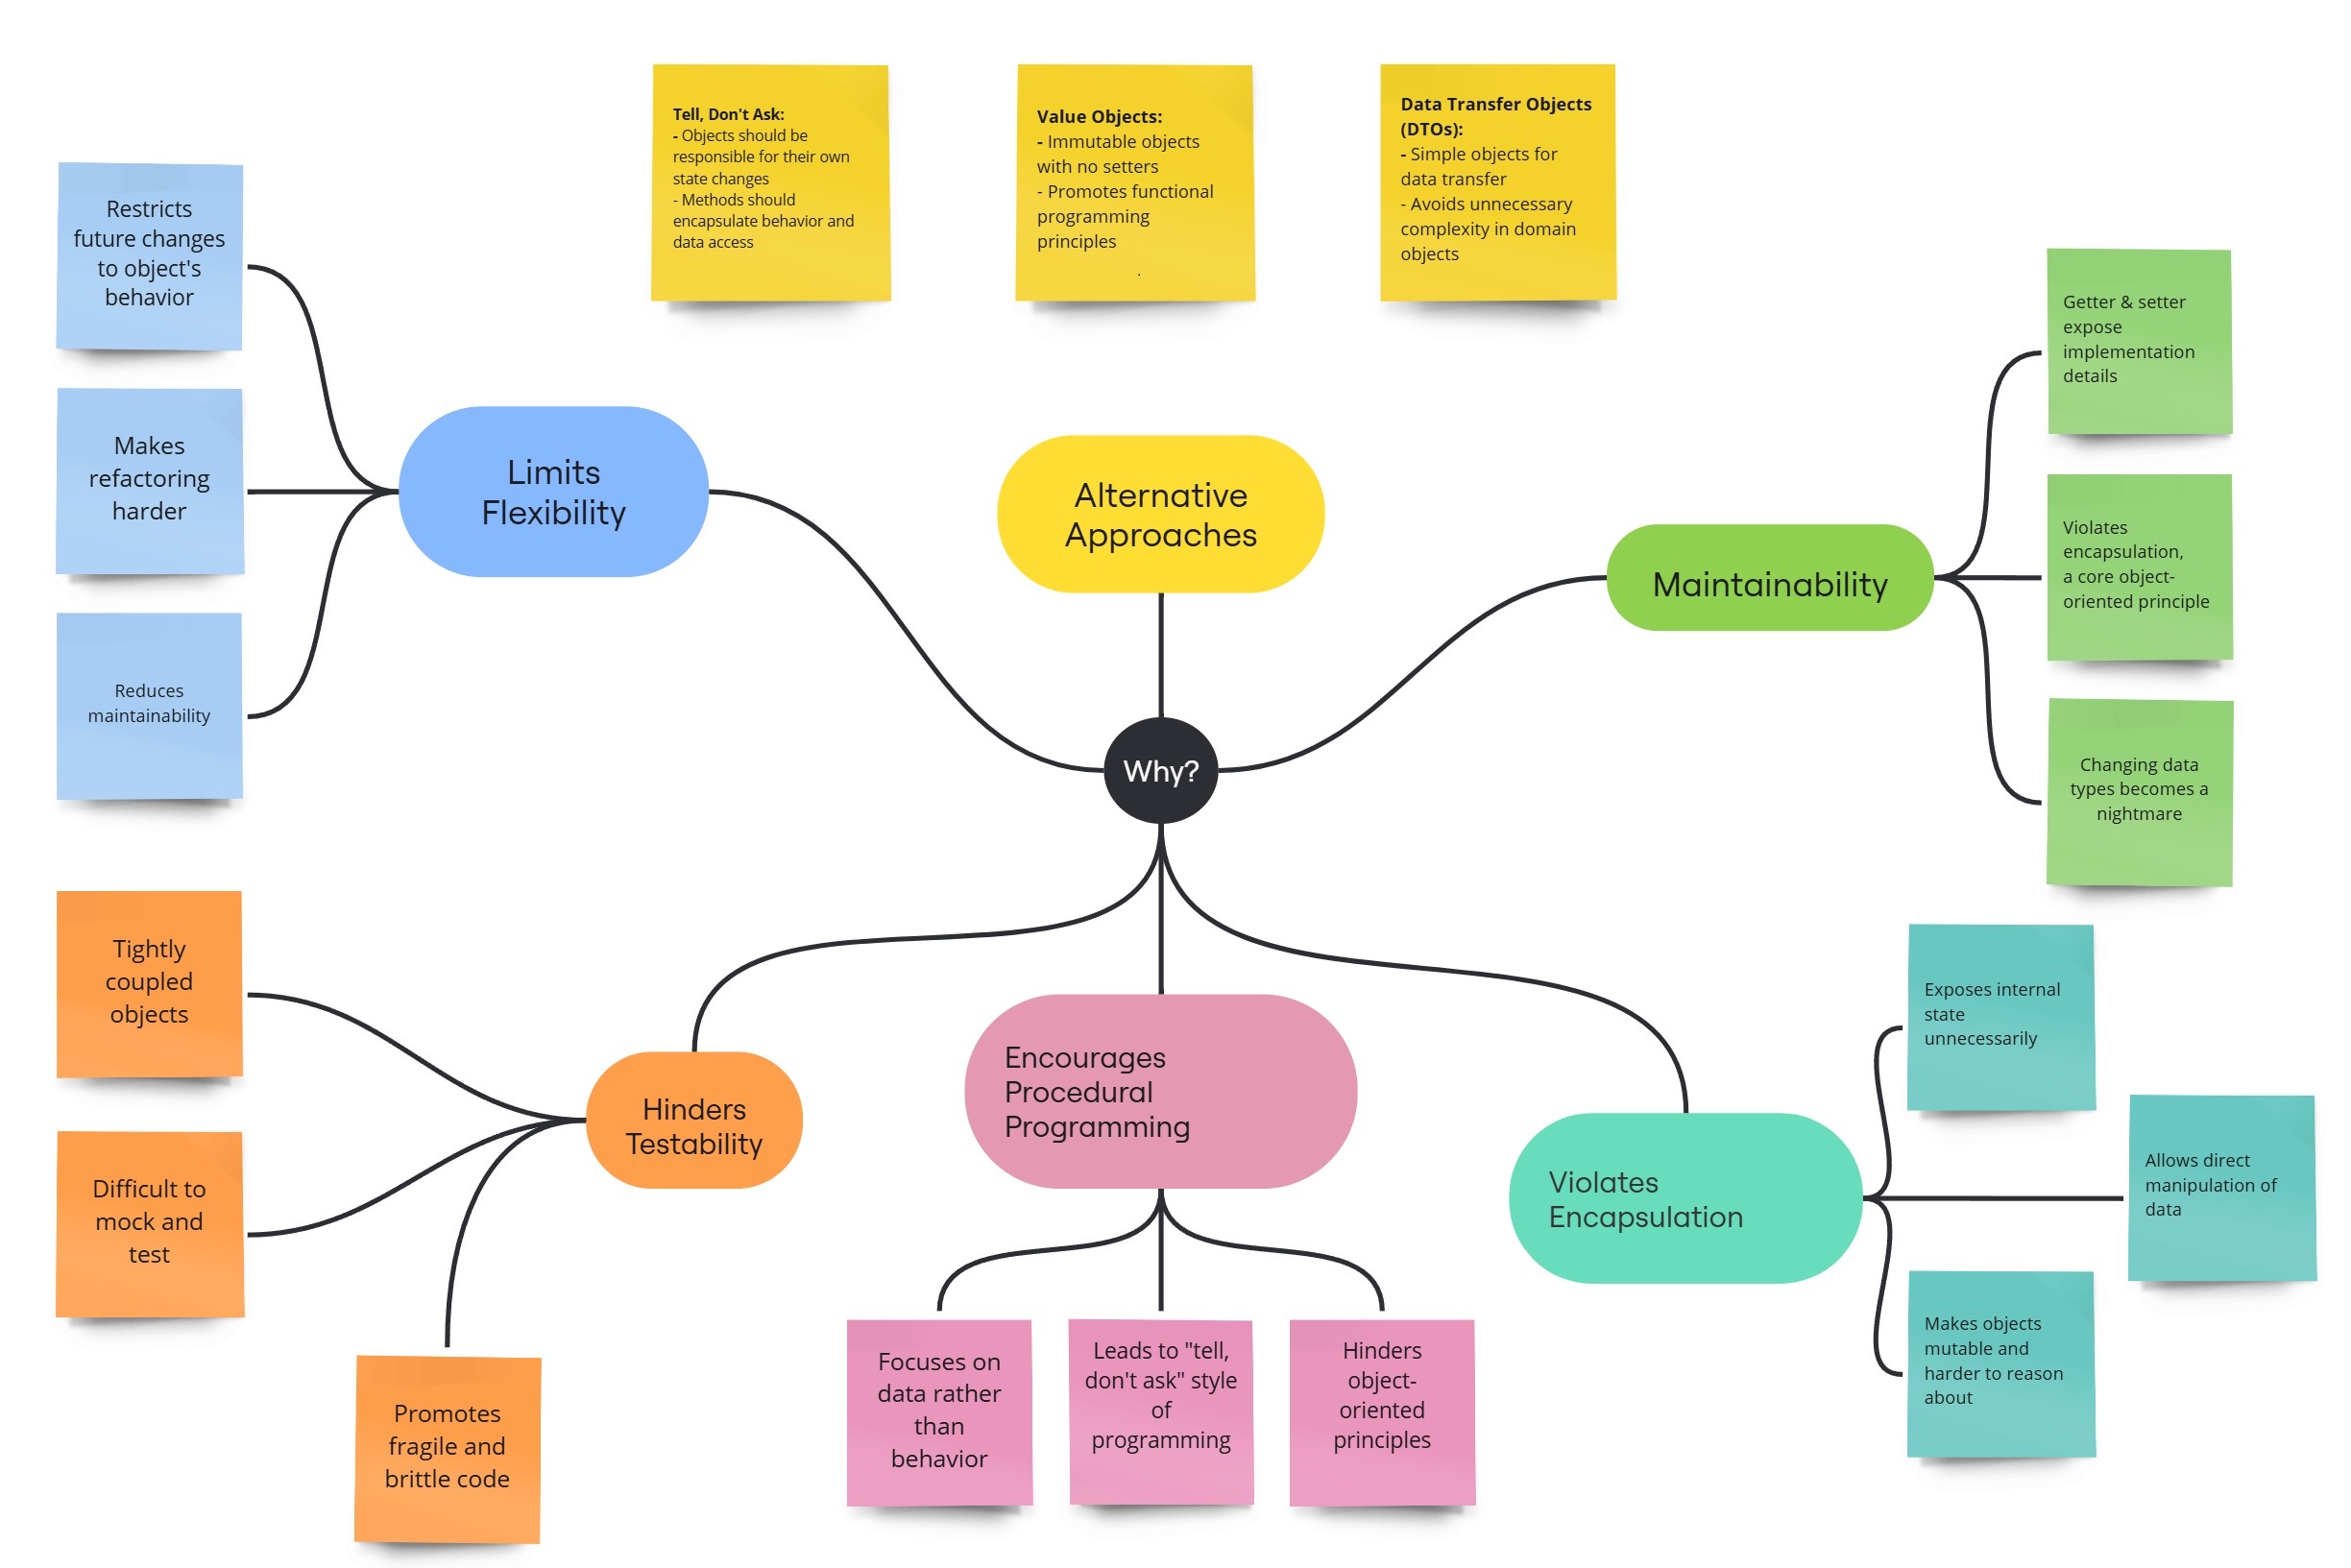 Tell, Don't Ask:
- Objects should be
responsible for their own
state changes
- Methods should
encapsulate behavior and
data access
Value Objects:
- Immutable objects
with no setters
- Promotes functional
programming
principles
.
Data Transfer Objects
(DTOs):
- Simple objects for
data transfer
- Avoids unnecessary
complexity in domain
objects
Restricts
future changes
to object's
behavior
Makes
refactoring
harder
Reduces
maintainability
Limits
Flexibility
Alternative
Approaches
Maintainability
Getter & setter
expose
implementation
details
Violates
encapsulation,
a core object-
oriented principle
Changing data
types becomes a
nightmare
Why?
Tightly
coupled
objects
Difficult to
mock and
test
Promotes
fragile and
brittle code
Hinders
Testability
Encourages
Procedural
Programming
Focuses on
data rather
than
behavior
Leads to "tell,
don't ask" style
of
programming
Hinders
object-
oriented
principles
Violates
Encapsulation
Exposes internal
state
unnecessarily
Allows direct
manipulation of
data
Makes objects
mutable and
harder to reason
about